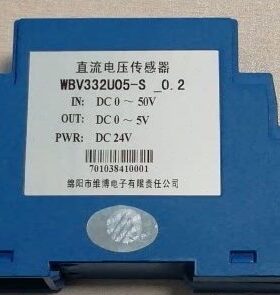 直流电压传感器
WBV332U05-S _0.2
IN: DC 0～50V
OUT: DC 0～5V
PWR: DC 24V
701038410001
绵阳市维博电子有限责任公司